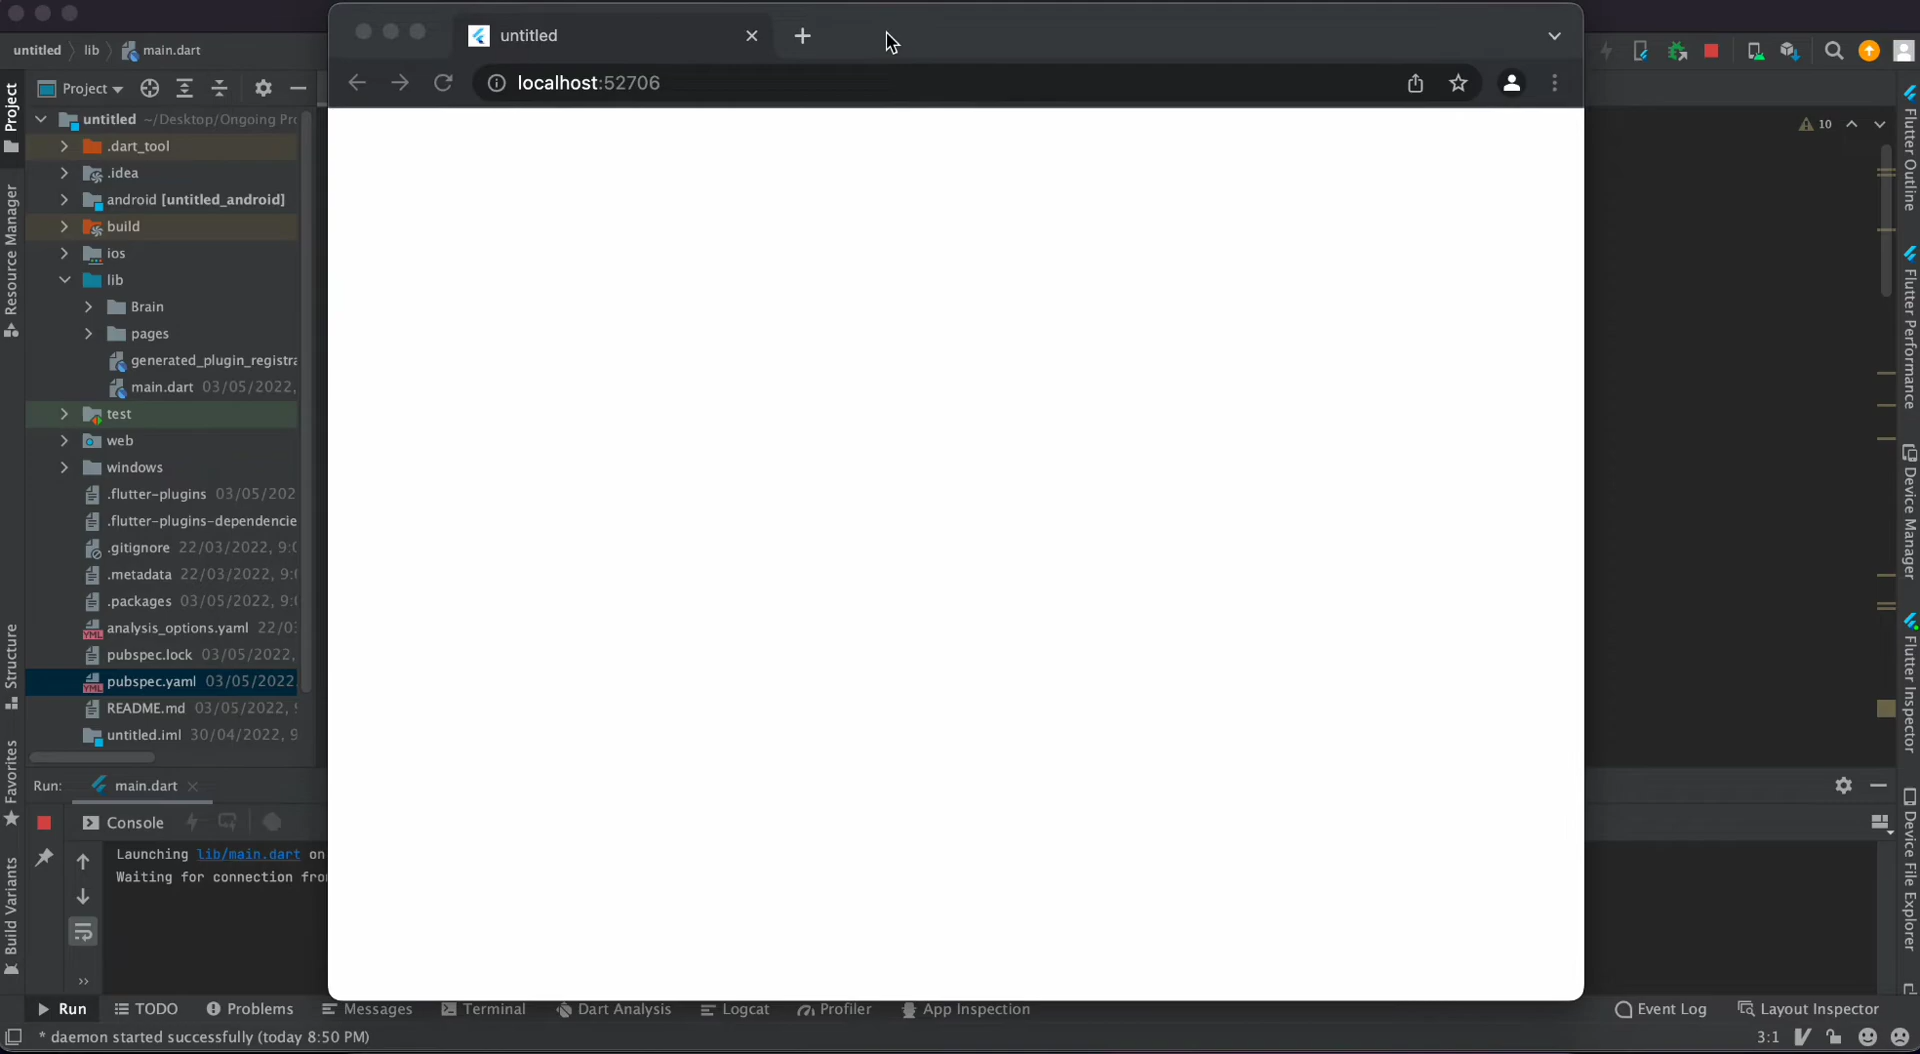 untitled
localhost:52706
untitled lib main.dart
10
Project
untitled ~/Desktop/Ongoing Pr
.dart_tool
.idea
android [untitled_android]
build
ios
lib
Brain
pages
generated_plugin_registra
main.dart 03/05/2022,
test
web
windows
.flutter-plugins 03/05/202
.flutter-plugins-dependencie
.gitignore 22/03/2022, 9:0
.metadata 22/03/2022, 9:0
.packages 03/05/2022, 9:0
analysis_options.yaml 22/03
pubspec.lock 03/05/2022,
pubspec.yaml 03/05/2022
README.md 03/05/2022, 9
untitled.iml 30/04/2022, 9
Project
Resource Manager
Structure
Favorites
Build Variants
Flutter Outline
Flutter Performance
Device Manager
Flutter Inspector
Device File Explorer
Run: main.dart
Console
Launching lib/main.dart on
Waiting for connection fro
Run TODO Problems Messages Terminal Dart Analysis Logcat Profiler App Inspection Event Log Layout Inspector
* daemon started successfully (today 8:50 PM) 3:1